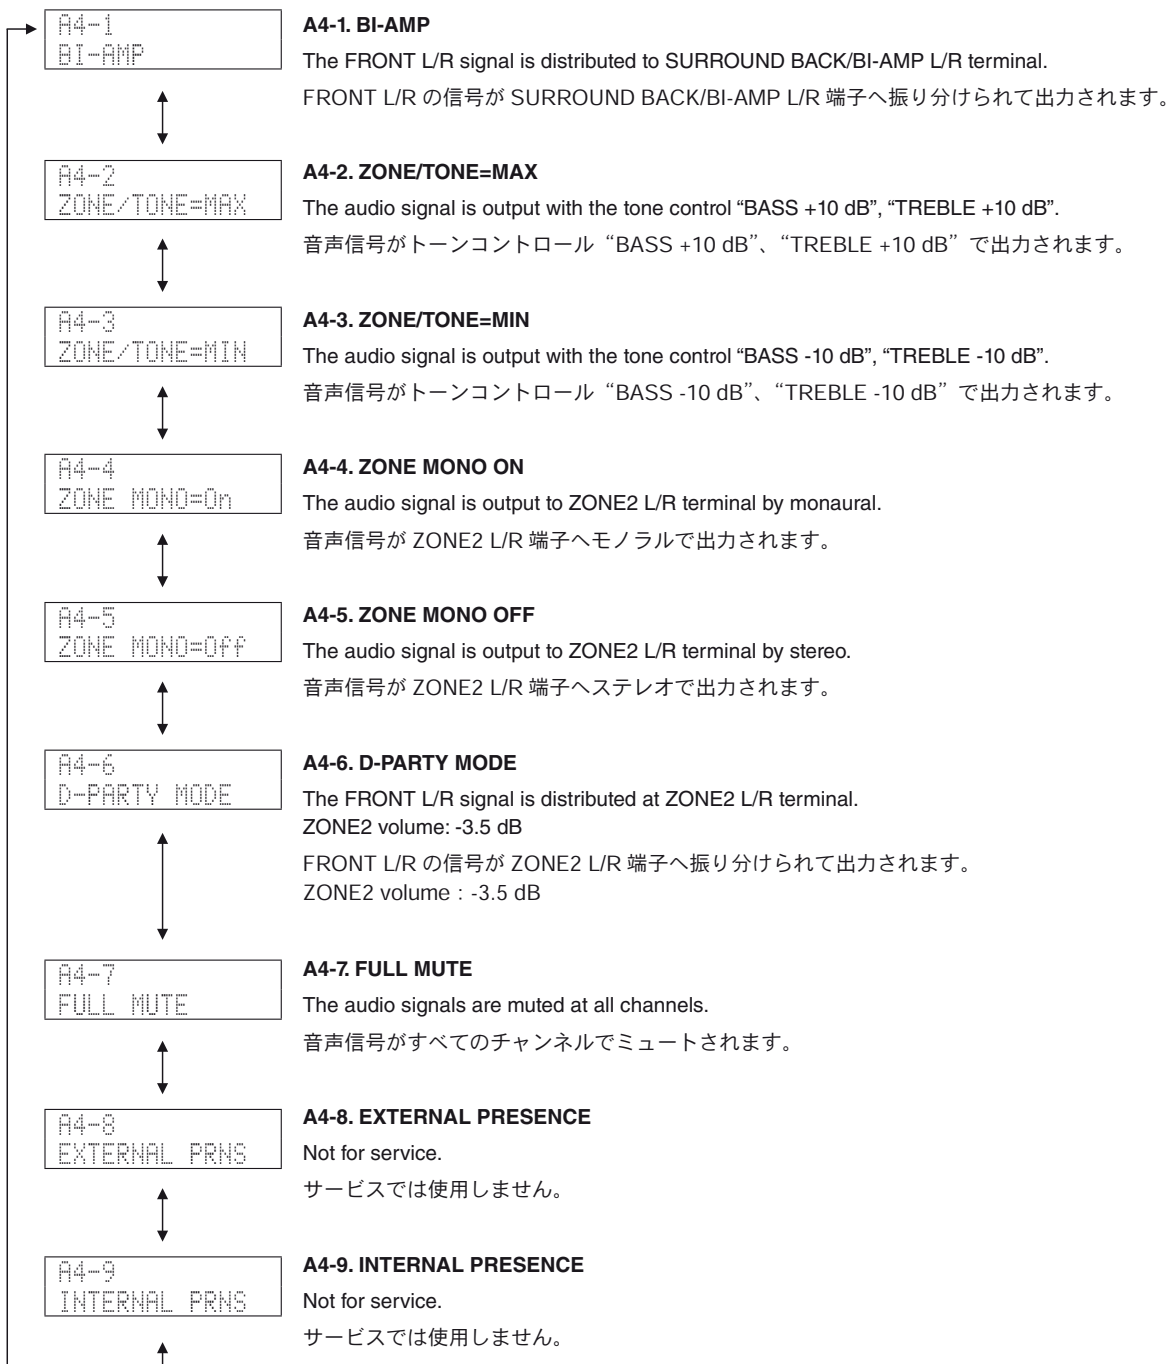 A4-1
BI-AMP
A4-1. BI-AMP
The FRONT L/R signal is distributed to SURROUND BACK/BI-AMP L/R terminal.
FRONT L/R の信号が SURROUND BACK/BI-AMP L/R 端子へ振り分けられて出力されます。
A4-2
ZONE/TONE=MAX
A4-2. ZONE/TONE=MAX
The audio signal is output with the tone control “BASS +10 dB”, “TREBLE +10 dB”.
音声信号がトーンコントロール“BASS +10 dB”、“TREBLE +10 dB”で出力されます。
A4-3
ZONE/TONE=MIN
A4-3. ZONE/TONE=MIN
The audio signal is output with the tone control “BASS -10 dB”, “TREBLE -10 dB”.
音声信号がトーンコントロール“BASS -10 dB”、“TREBLE -10 dB”で出力されます。
A4-4
ZONE MONO=On
A4-4. ZONE MONO ON
The audio signal is output to ZONE2 L/R terminal by monaural.
音声信号が ZONE2 L/R 端子へモノラルで出力されます。
A4-5
ZONE MONO=Off
A4-5. ZONE MONO OFF
The audio signal is output to ZONE2 L/R terminal by stereo.
音声信号が ZONE2 L/R 端子へステレオで出力されます。
A4-6
D-PARTY MODE
A4-6. D-PARTY MODE
The FRONT L/R signal is distributed at ZONE2 L/R terminal.
ZONE2 volume: -3.5 dB
FRONT L/R の信号が ZONE2 L/R 端子へ振り分けられて出力されます。
ZONE2 volume：-3.5 dB
A4-7
FULL MUTE
A4-7. FULL MUTE
The audio signals are muted at all channels.
音声信号がすべてのチャンネルでミュートされます。
A4-8
EXTERNAL PRNS
A4-8. EXTERNAL PRESENCE
Not for service.
サービスでは使用しません。
A4-9
INTERNAL PRNS
A4-9. INTERNAL PRESENCE
Not for service.
サービスでは使用しません。